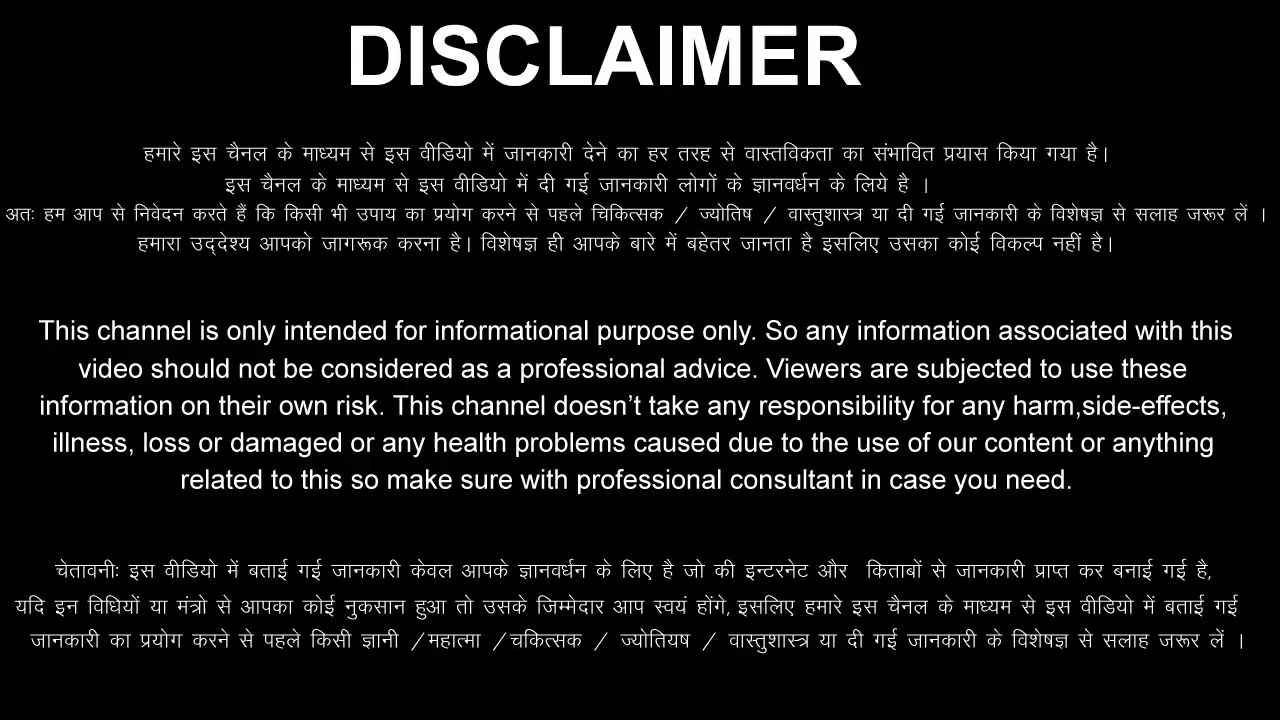 DISCLAIMER
हमारे इस चैनल के माध्यम से इस वीडियो में जानकारी देने का हर तरह से वास्तविकता का संभावित प्रयास किया गया है।
इस चैनल के माध्यम से इस वीडियो में दी गई जानकारी लोगों के ज्ञानवर्धन के लिये है ।
अतः हम आप से निवेदन करते हैं कि किसी भी उपाय का प्रयोग करने से पहले चिकित्सक / ज्योतिष / वास्तुशास्त्र या दी गई जानकारी के विशेषज्ञ से सलाह जरूर लें ।
हमारा उद्देश्य आपको जागरूक करना है। विशेषज्ञ ही आपके बारे में बहेतर जानता है इसलिए उसका कोई विकल्प नहीं है।
This channel is only intended for informational purpose only. So any information associated with this
video should not be considered as a professional advice. Viewers are subjected to use these
information on their own risk. This channel doesn’t take any responsibility for any harm,side-effects,
illness, loss or damaged or any health problems caused due to the use of our content or anything
related to this so make sure with professional consultant in case you need.
चेतावनीः इस वीडियो में बताई गई जानकारी केवल आपके ज्ञानवर्धन के लिए है जो की इन्टरनेट और किताबों से जानकारी प्राप्त कर बनाई गई है,
यदि इन विधियों या मंत्रो से आपका कोई नुकसान हुआ तो उसके जिम्मेदार आप स्वयं होंगे, इसलिए हमारे इस चैनल के माध्यम से इस वीडियो में बताई गई
जानकारी का प्रयोग करने से पहले किसी ज्ञानी /महात्मा /चकित्सक / ज्योतियष / वास्तुशास्त्र या दी गई जानकारी के विशेषज्ञ से सलाह जरूर लें ।